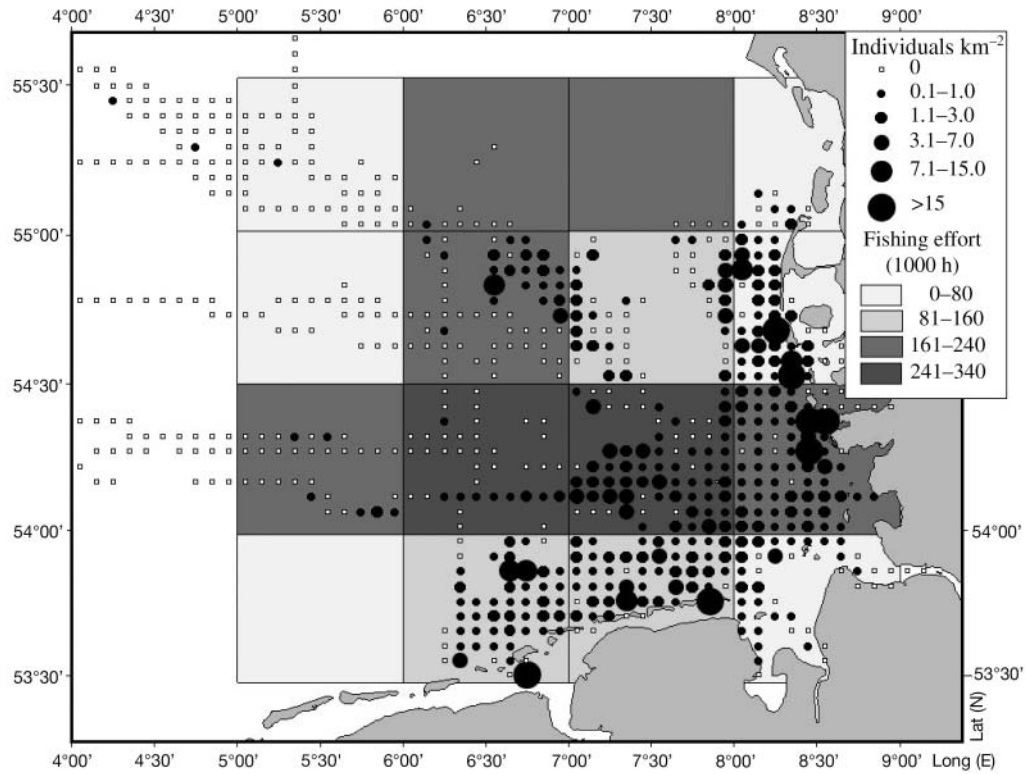 Individuals km⁻²
0
0.1–1.0
1.1–3.0
3.1–7.0
7.1–15.0
>15
Fishing effort
(1000 h)
0–80
81–160
161–240
241–340
55°30'
55°00'
54°30'
54°00'
53°30'
54°00'
53°30'
Lat (N)
4°00' 4°30' 5°00' 5°30' 6°00' 6°30' 7°00' 7°30' 8°00' 8°30' 9°00' Long (E)
4°00' 4°30' 5°00' 5°30' 6°00' 6°30' 7°00' 7°30' 8°00' 8°30' 9°00' Long (E)